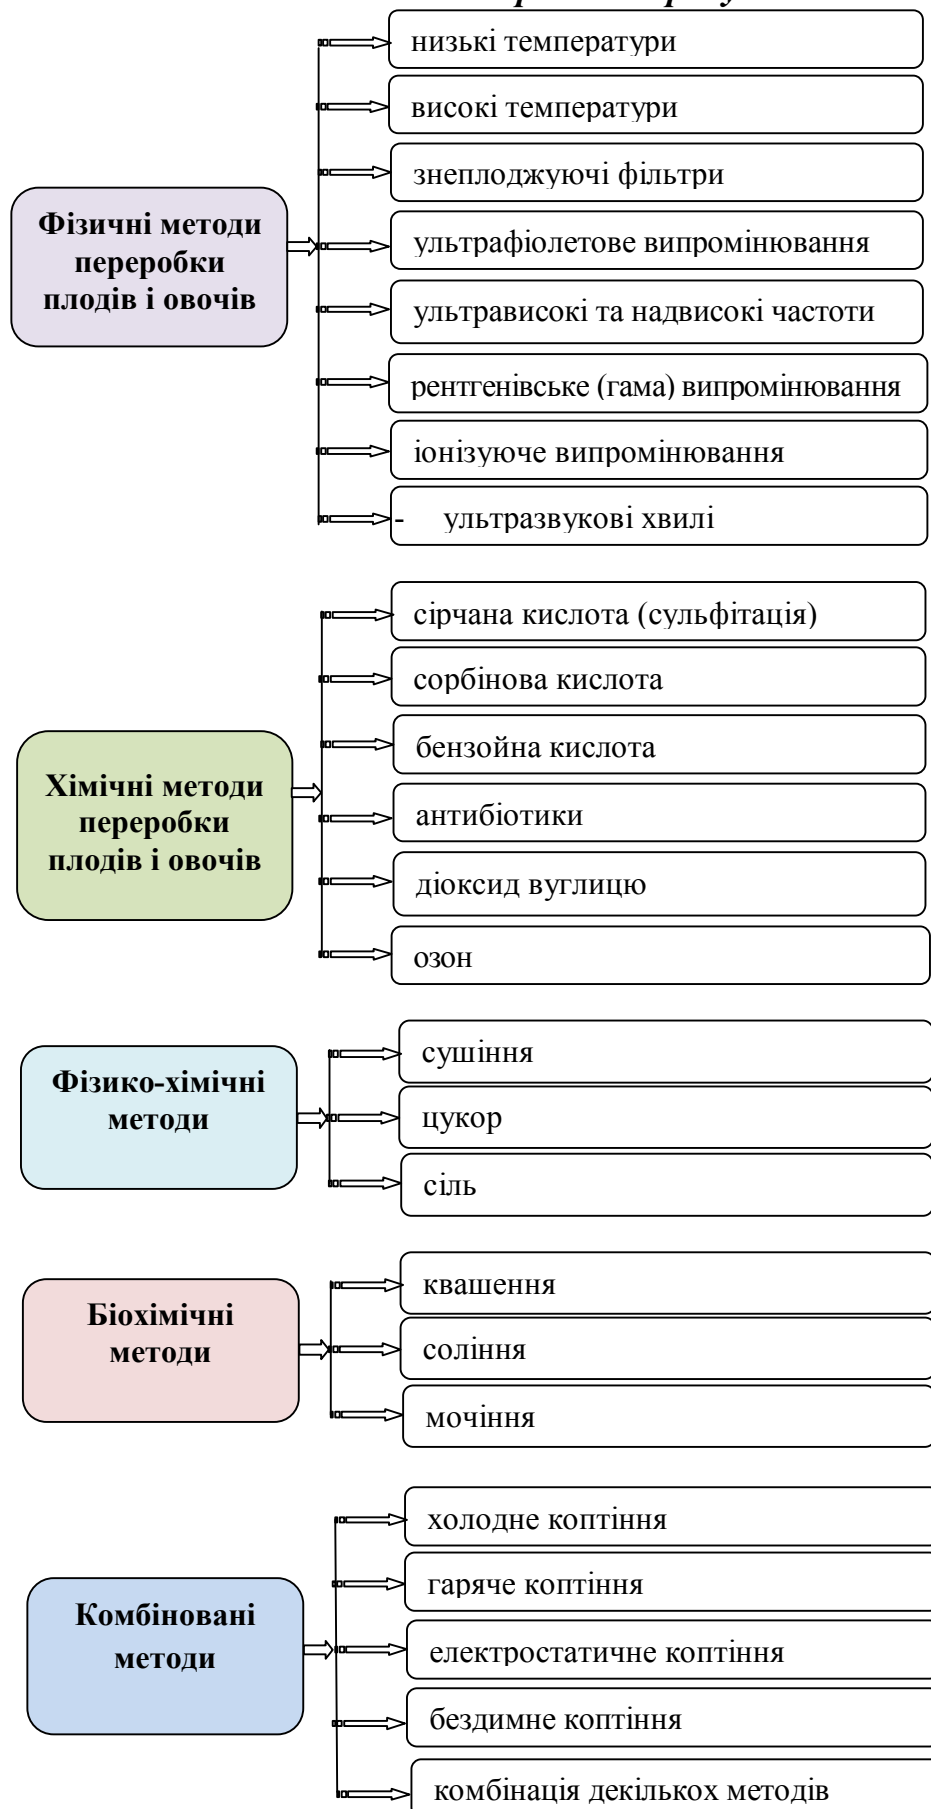 низькі температури
високі температури
знеплоджуючі фільтри
Фізичні методи
переробки
плодів і овочів
ультрафіолетове випромінювання
ультрависокі та надвисокі частоти
рентгенівське (гама) випромінювання
іонізуюче випромінювання
- ультразвукові хвилі
сірчана кислота (сульфітація)
сорбінова кислота
бензойна кислота
Хімічні методи
переробки
плодів і овочів
антибіотики
діоксид вуглицю
озон
Фізико-хімічні
методи
сушіння
цукор
сіль
Біохімічні
методи
квашення
соління
мочіння
Комбіновані
методи
холодне коптіння
гаряче коптіння
електростатичне коптіння
бездимне коптіння
комбінація декількох методів